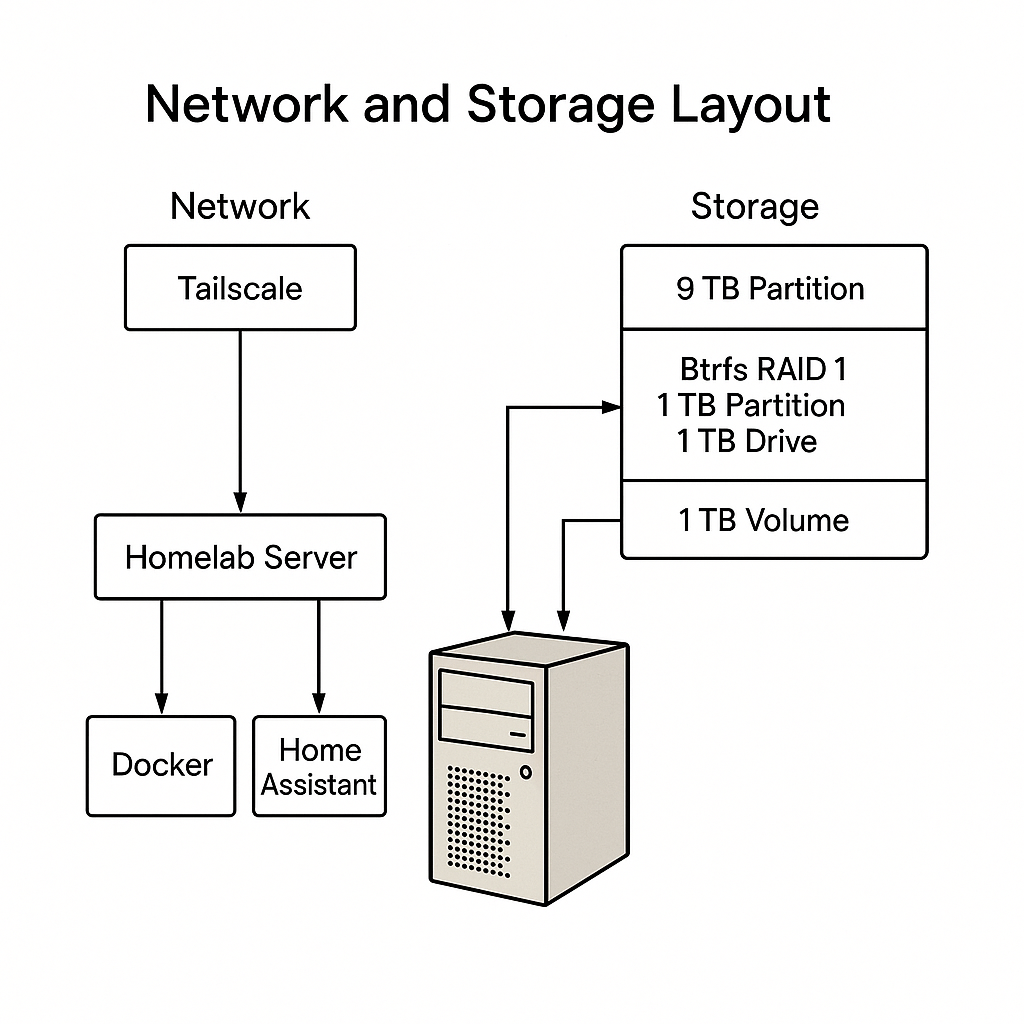 Network and Storage Layout
Network
Tailscale
Homelab Server
Docker
Home
Assistant
Storage
9 TB Partition
Btrfs RAID 1
1 TB Partition
1 TB Drive
1 TB Volume